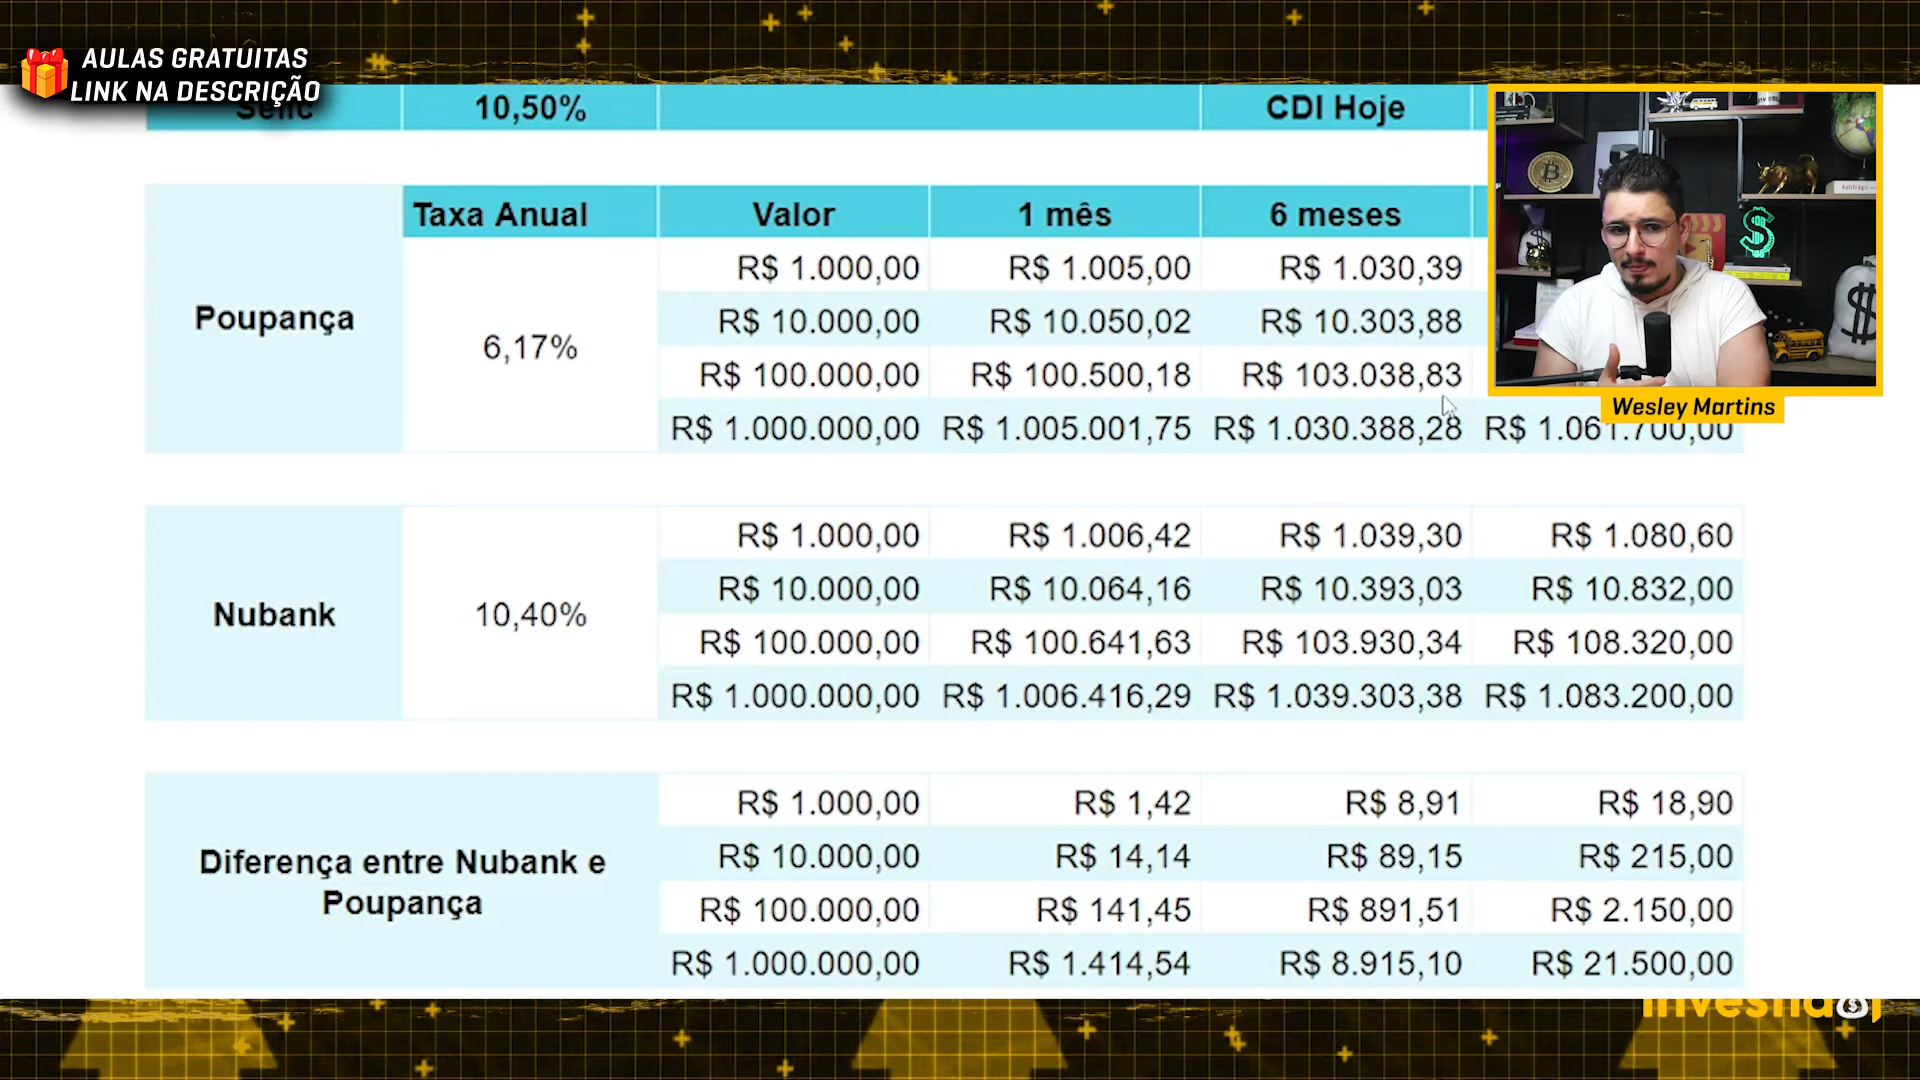 AULAS GRATUITAS
LINK NA DESCRIÇÃO
Selic 10,50% CDI Hoje
Taxa Anual Valor 1 mês 6 meses
Poupança 6,17%
R$ 1.000,00 R$ 1.005,00 R$ 1.030,39
R$ 10.000,00 R$ 10.050,02 R$ 10.303,88
R$ 100.000,00 R$ 100.500,18 R$ 103.038,83
R$ 1.000.000,00 R$ 1.005.001,75 R$ 1.030.388,28 R$ 1.061.700,00
Wesley Martins
Nubank 10,40%
R$ 1.000,00 R$ 1.006,42 R$ 1.039,30 R$ 1.080,60
R$ 10.000,00 R$ 10.064,16 R$ 10.393,03 R$ 10.832,00
R$ 100.000,00 R$ 100.641,63 R$ 103.930,34 R$ 108.320,00
R$ 1.000.000,00 R$ 1.006.416,29 R$ 1.039.303,38 R$ 1.083.200,00
Diferença entre Nubank e
Poupança
R$ 1.000,00 R$ 1,42 R$ 8,91 R$ 18,90
R$ 10.000,00 R$ 14,14 R$ 89,15 R$ 215,00
R$ 100.000,00 R$ 141,45 R$ 891,51 R$ 2.150,00
R$ 1.000.000,00 R$ 1.414,54 R$ 8.915,10 R$ 21.500,00